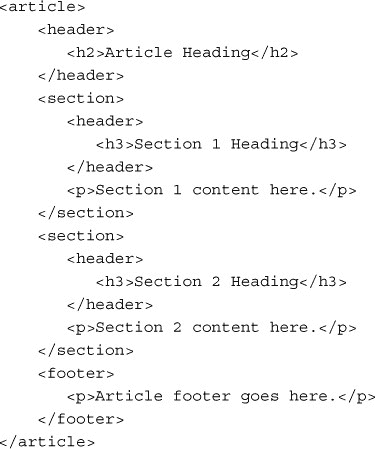 <article>
<header>
<h2>Article Heading</h2>
</header>
<section>
<header>
<h3>Section 1 Heading</h3>
</header>
<p>Section 1 content here.</p>
</section>
<section>
<header>
<h3>Section 2 Heading</h3>
</header>
<p>Section 2 content here.</p>
</section>
<footer>
<p>Article footer goes here.</p>
</footer>
</article>